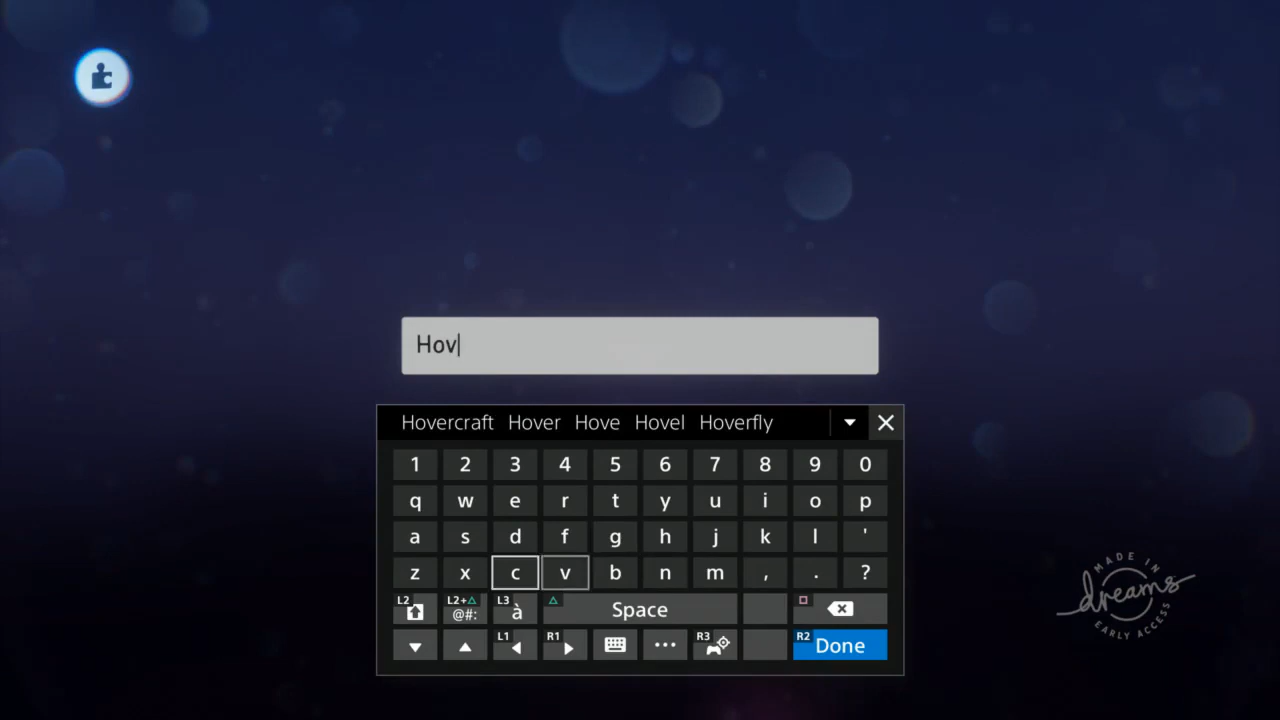 Hov
Hovercraft Hover Hove Hovel Hoverfly
1 2 3 4 5 6 7 8 9 0
q w e r t y u i o p
a s d f g h j k l '
z x c v b n m , . ?
L2 L2+△ @#: L3 à △ Space □
L1 R1 ... R3 R2 Done
MADE IN
dreams
EARLY ACCESS